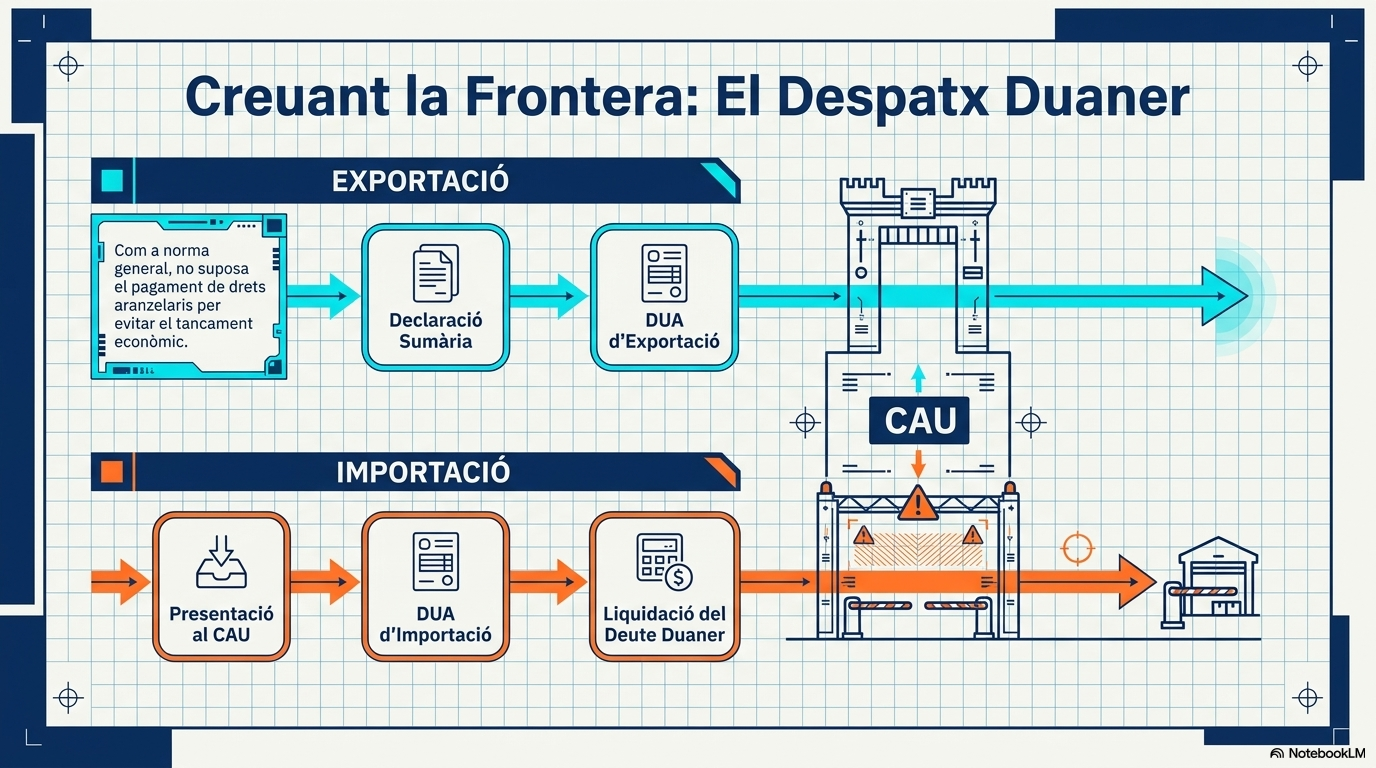 Creuant la Frontera: El Despatx Duaner
EXPORTACIÓ
Com a norma
general, no suposa
el pagament de drets
aranzelaris per
evitar el tancament
econòmic.
Declaració
Sumària
DUA
d'Exportació
CAU
IMPORTACIÓ
Presentació
al CAU
DUA
d'Importació
Liquidació del
Deute Duaner
NotebookLM